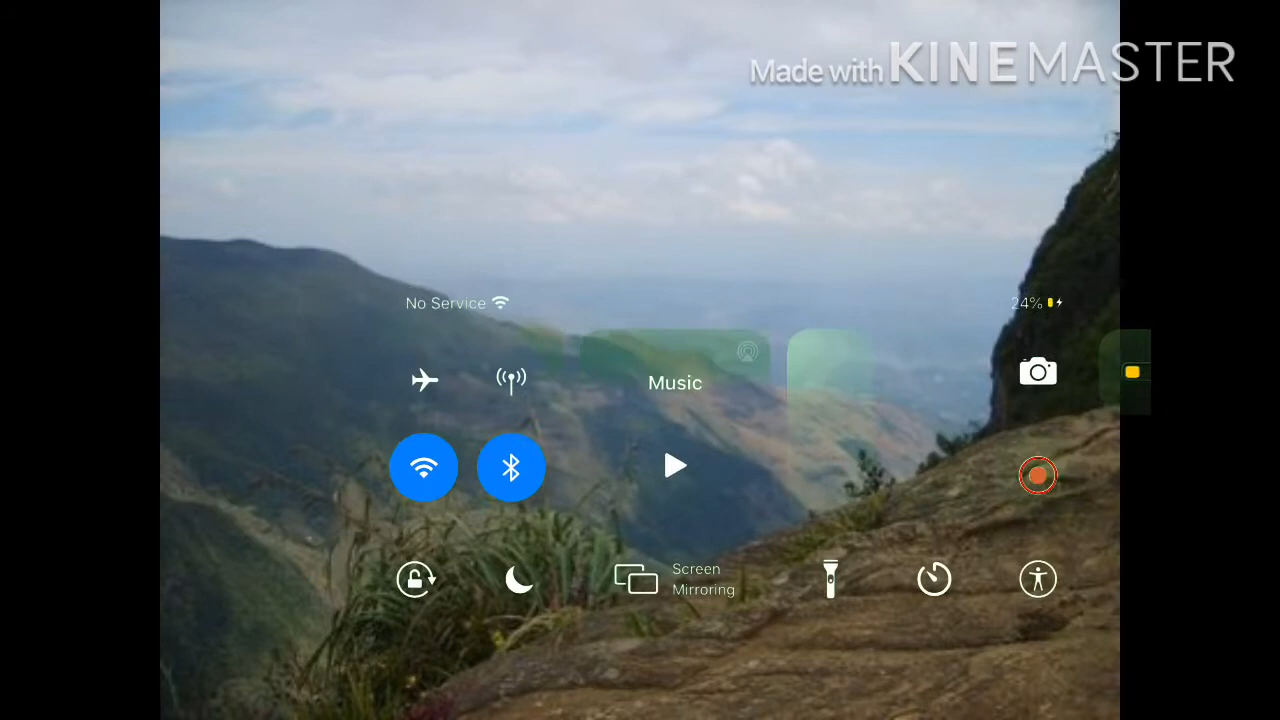 Made with KINEMASTER
No Service
24%
Music
Screen
Mirroring